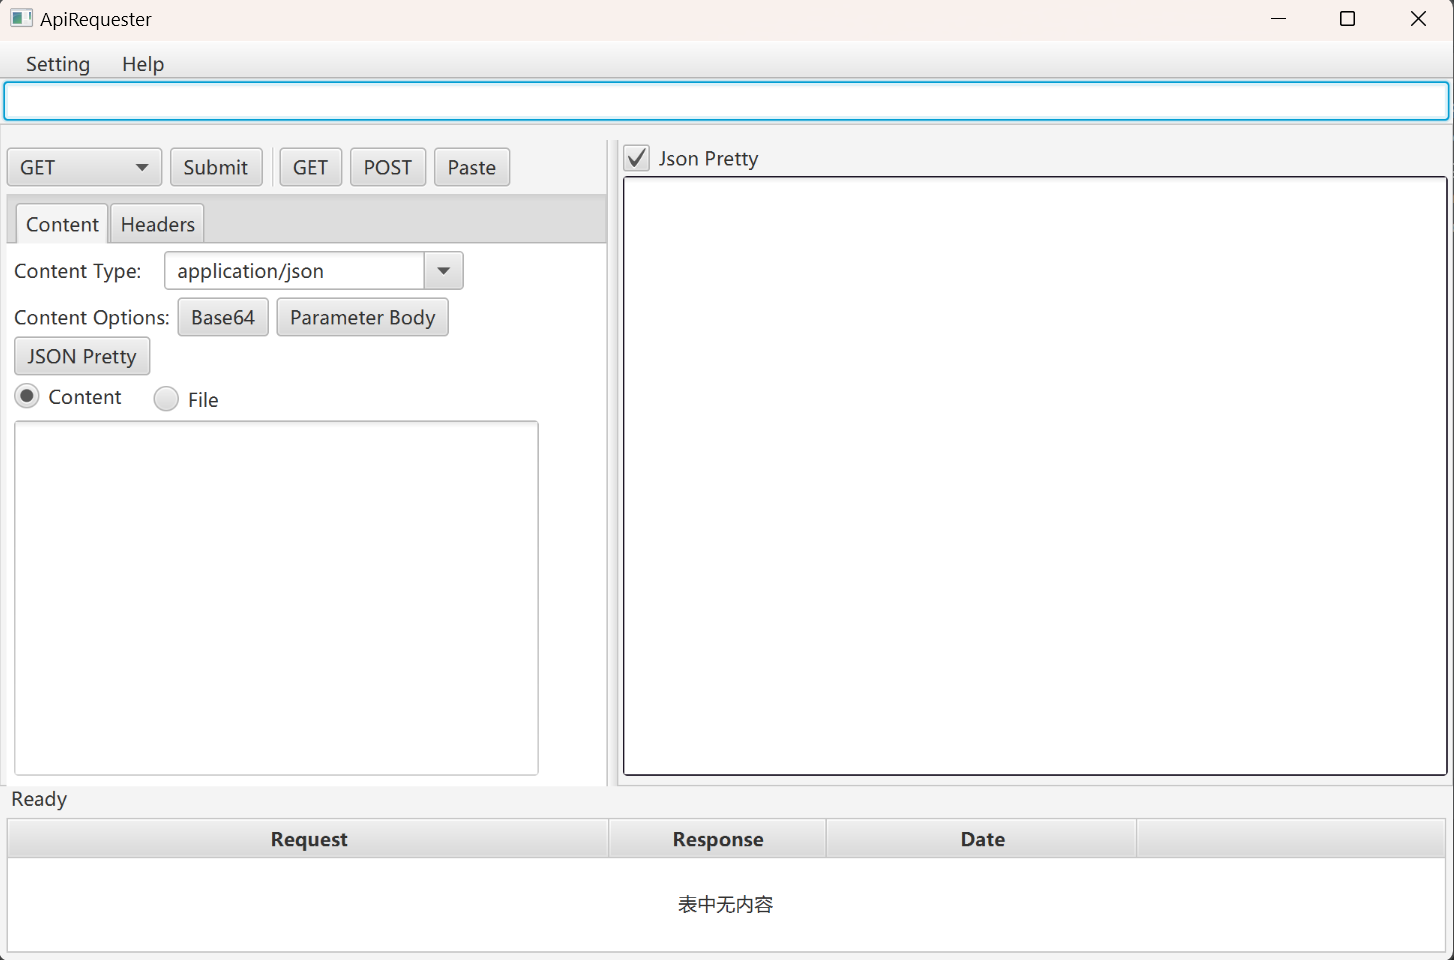 ApiRequester
Setting Help
GET Submit GET POST Paste
Content Headers
Content Type: application/json
Content Options: Base64 Parameter Body
JSON Pretty
Content File
Json Pretty
Ready
Request Response Date
表中无内容